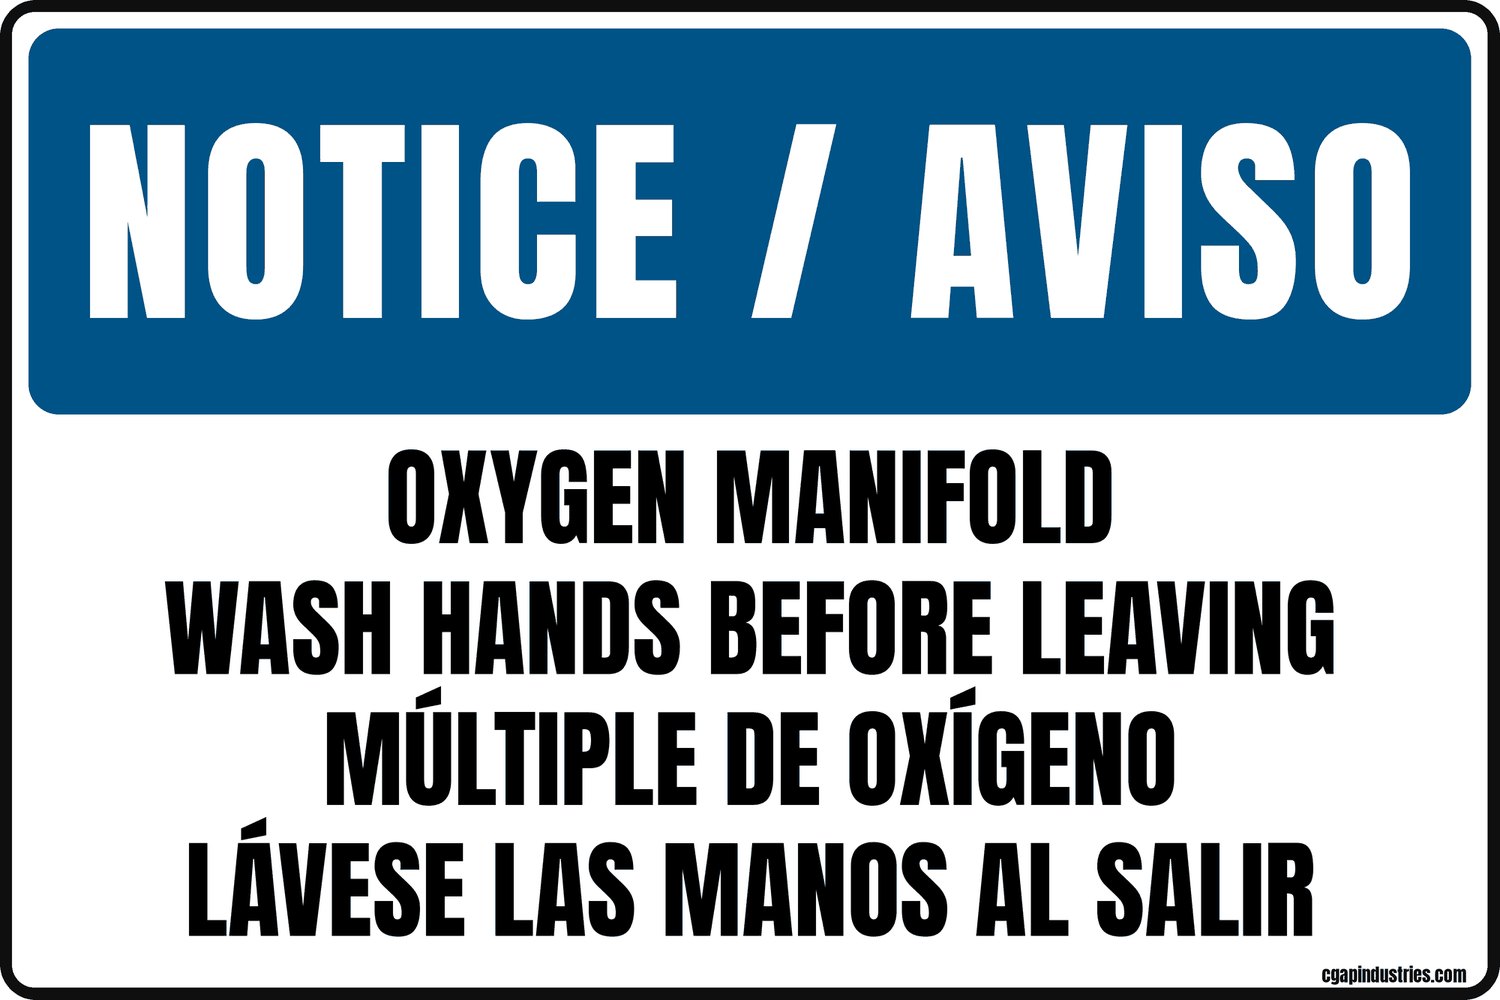 NOTICE / AVISO
OXYGEN MANIFOLD
WASH HANDS BEFORE LEAVING
MÚLTIPLE DE OXÍGENO
LÁVESE LAS MANOS AL SALIR
cgapindustries.com